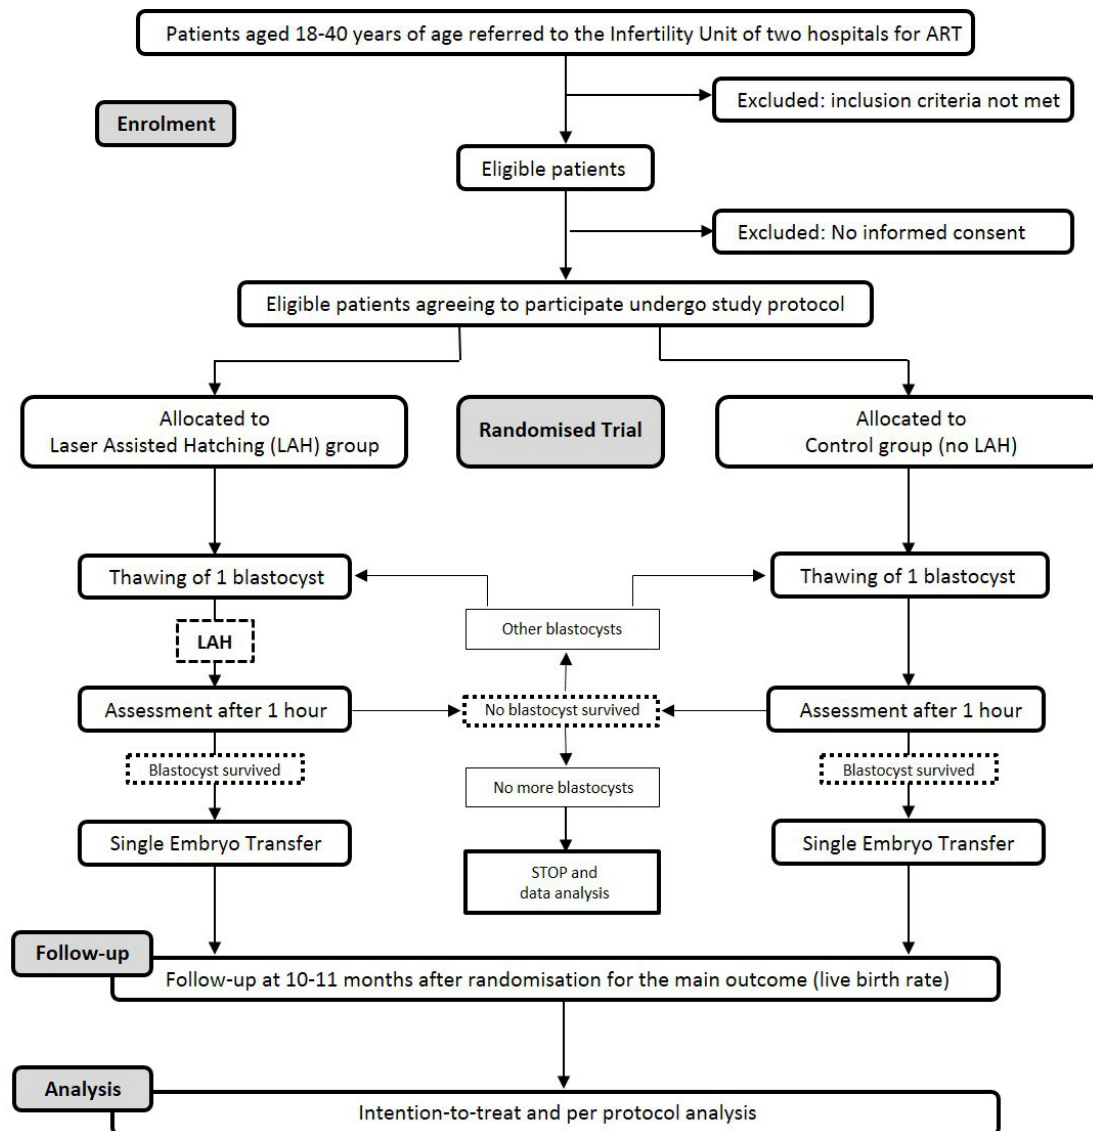 Patients aged 18-40 years of age referred to the Infertility Unit of two hospitals for ART
Excluded: inclusion criteria not met
Enrolment
Eligible patients
Excluded: No informed consent
Eligible patients agreeing to participate undergo study protocol
Allocated to
Laser Assisted Hatching (LAH) group
Randomised Trial
Allocated to
Control group (no LAH)
Thawing of 1 blastocyst
Thawing of 1 blastocyst
Other blastocysts
LAH
Assessment after 1 hour
No blastocyst survived
Assessment after 1 hour
Blastocyst survived
No more blastocysts
Blastocyst survived
Single Embryo Transfer
Single Embryo Transfer
STOP and
data analysis
Follow-up
Follow-up at 10-11 months after randomisation for the main outcome (live birth rate)
Analysis
Intention-to-treat and per protocol analysis